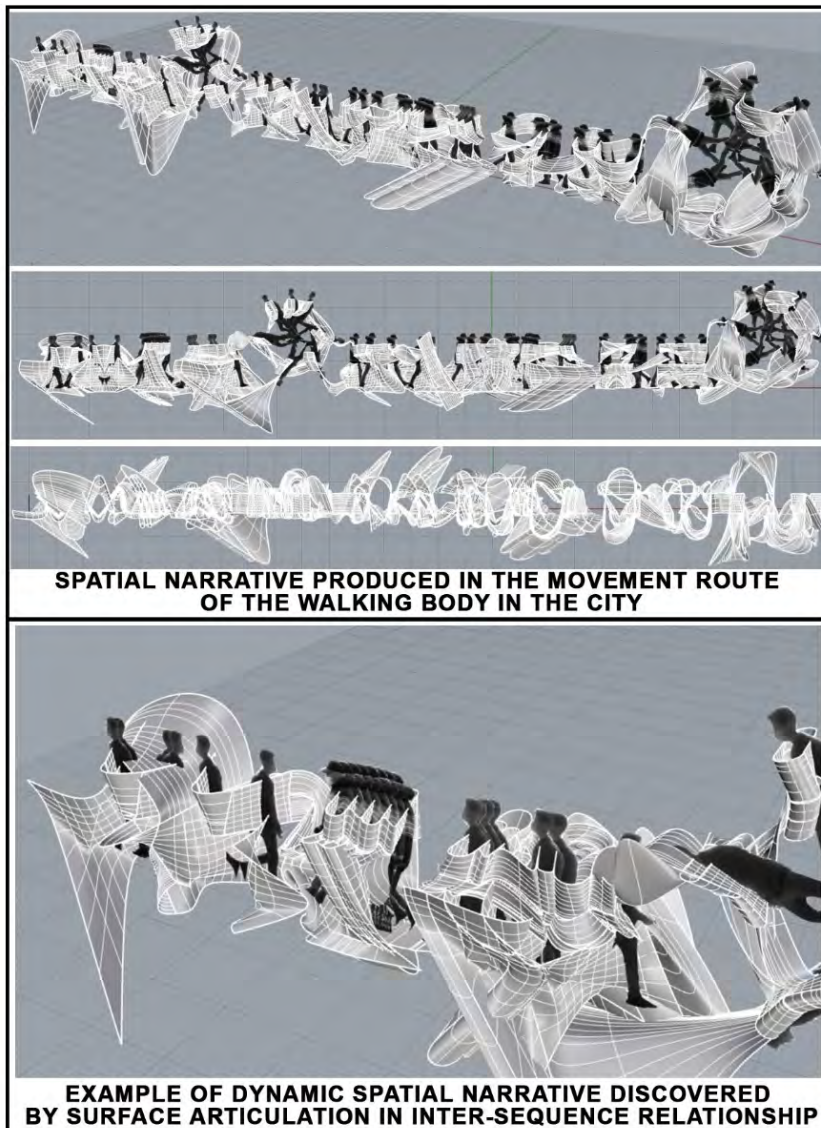 SPATIAL NARRATIVE PRODUCED IN THE MOVEMENT ROUTE
OF THE WALKING BODY IN THE CITY
EXAMPLE OF DYNAMIC SPATIAL NARRATIVE DISCOVERED
BY SURFACE ARTICULATION IN INTER-SEQUENCE RELATIONSHIP